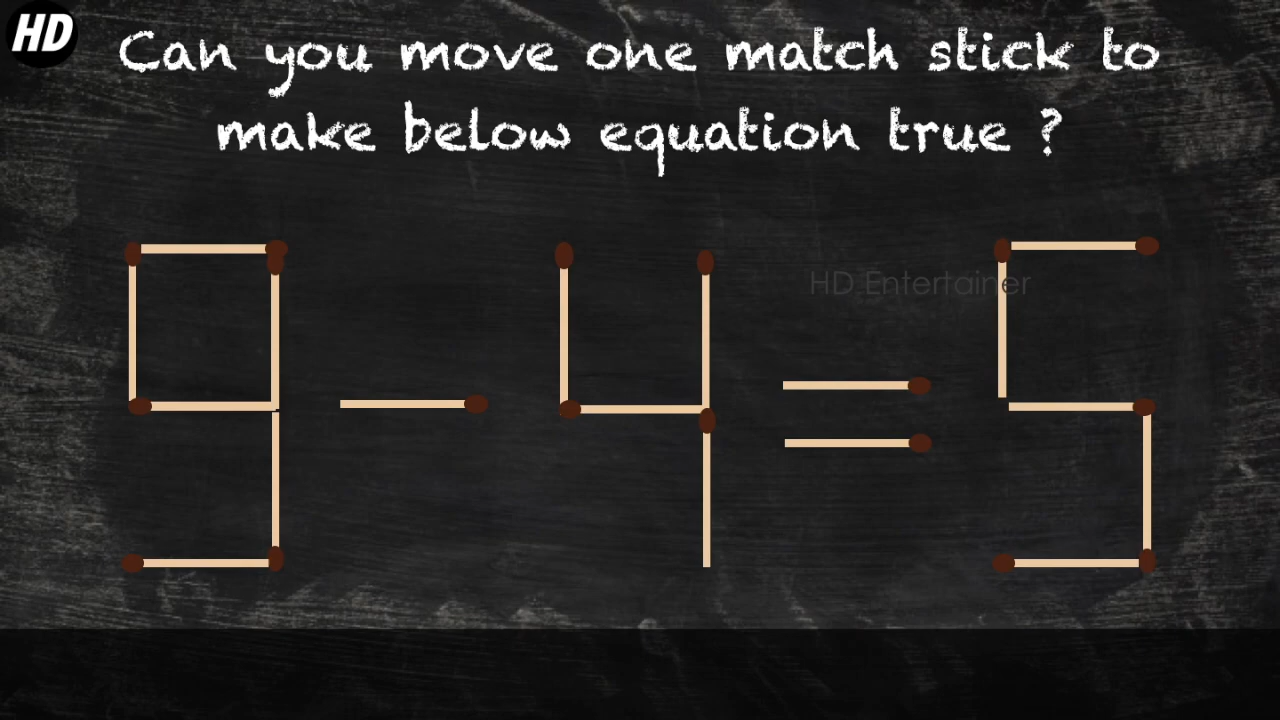 HD
Can you move one match stick to
make below equation true ?
HD Entertainer
9 - 4 = 5